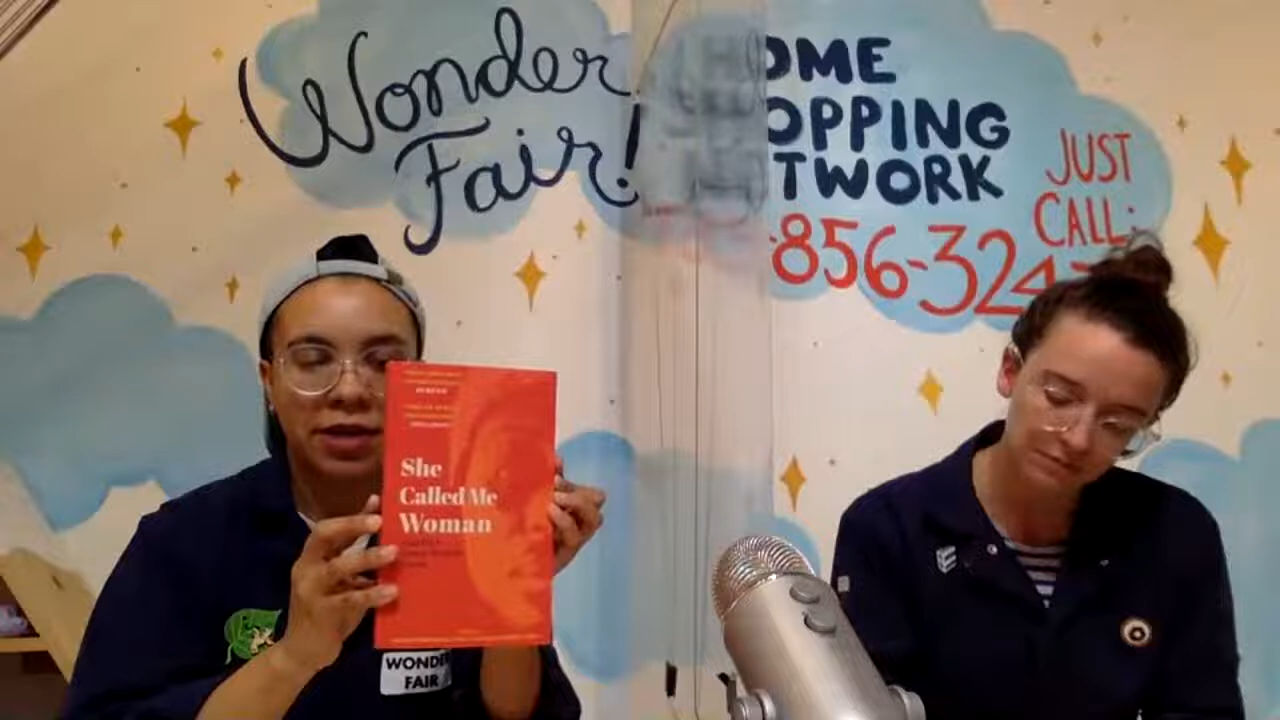 Wonder
Fair!
OME
OPPING
TWORK
JUST
CALL:
-856-324
She
Called Me
Woman
WONDER
FAIR